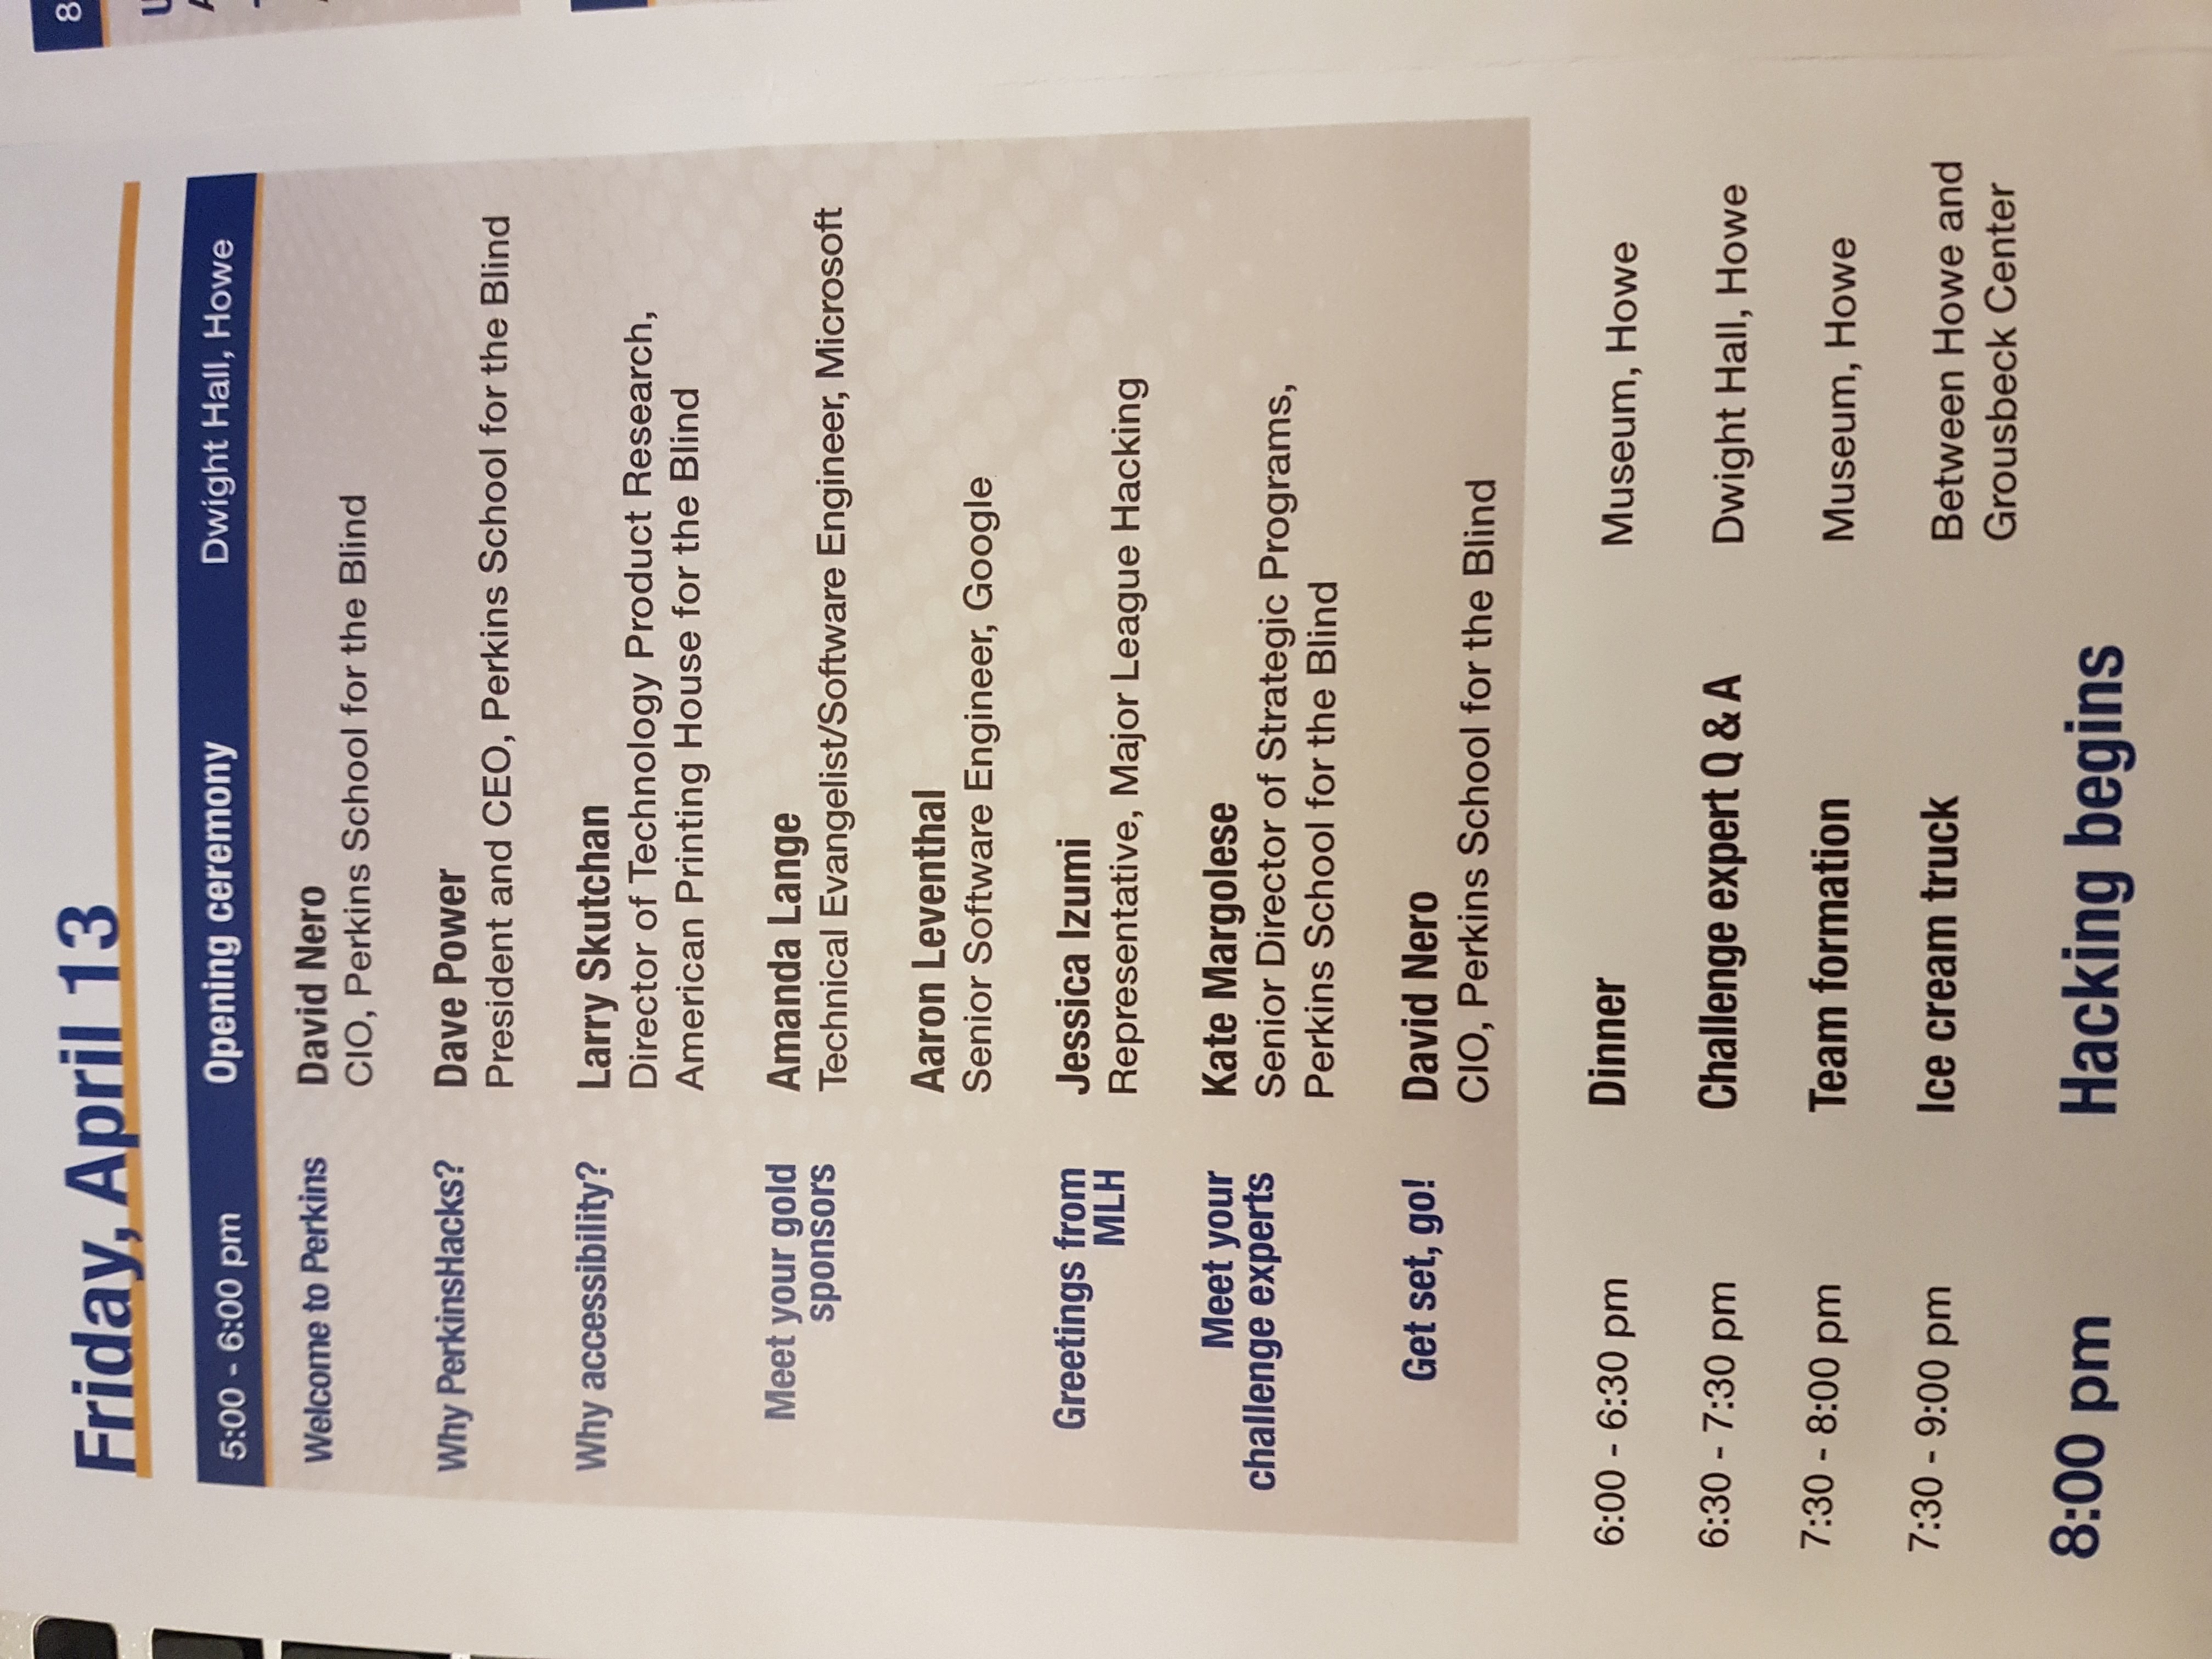 Friday, April 13
5:00 - 6:00 pm Opening ceremony Dwight Hall, Howe
Welcome to Perkins David Nero
CIO, Perkins School for the Blind
Why PerkinsHacks? Dave Power
President and CEO, Perkins School for the Blind
Why accessibility? Larry Skutchan
Director of Technology Product Research,
American Printing House for the Blind
Meet your gold Amanda Lange
sponsors Technical Evangelist/Software Engineer, Microsoft
Aaron Leventhal
Senior Software Engineer, Google
Greetings from Jessica Izumi
MLH Representative, Major League Hacking
Meet your Kate Margolese
challenge experts Senior Director of Strategic Programs,
Perkins School for the Blind
Get set, go! David Nero
CIO, Perkins School for the Blind
6:00 - 6:30 pm Dinner Museum, Howe
6:30 - 7:30 pm Challenge expert Q & A Dwight Hall, Howe
7:30 - 8:00 pm Team formation Museum, Howe
7:30 - 9:00 pm Ice cream truck Between Howe and
Grousbeck Center
8:00 pm Hacking begins